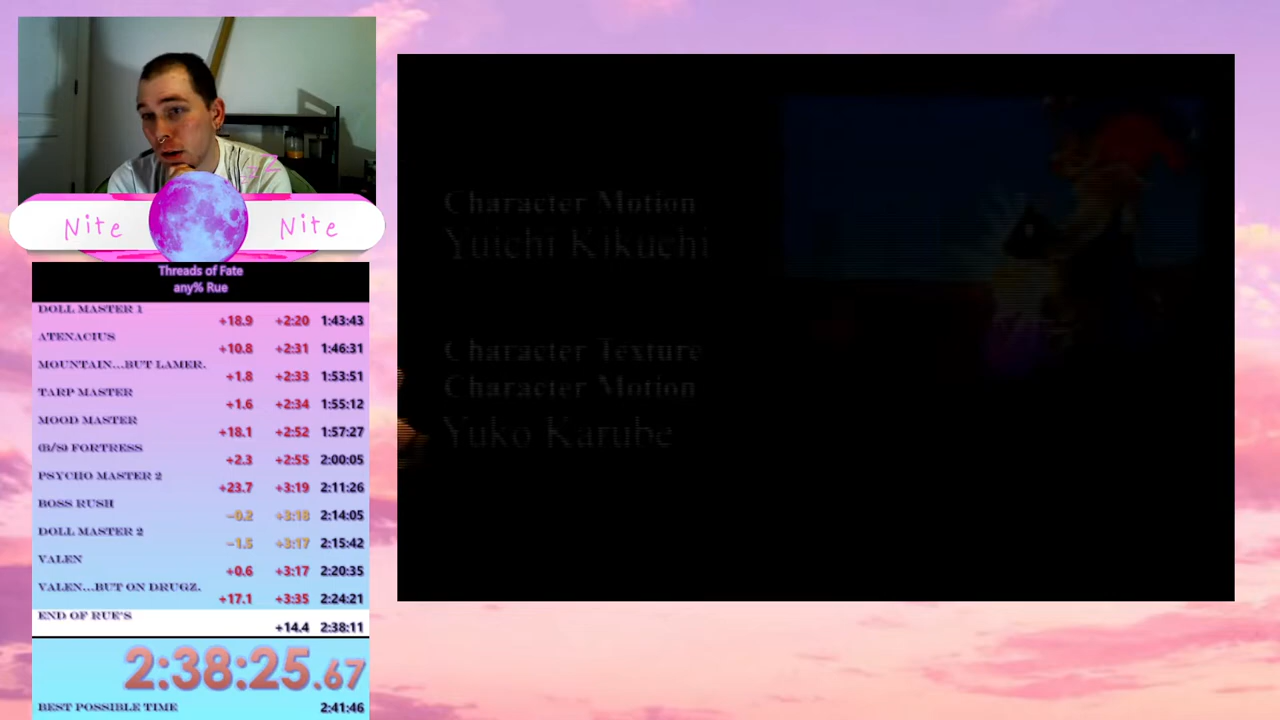 Nite
Nite
Threads of Fate
any% Rue
DOLL MASTER 1
+18.9 +2:20 1:43:43
ATENACIUS
+10.8 +2:31 1:46:31
MOUNTAIN...BUT LAMER.
+1.8 +2:33 1:53:51
TARP MASTER
+1.6 +2:34 1:55:12
MOOD MASTER
+18.1 +2:52 1:57:27
(B/S) FORTRESS
+2.3 +2:55 2:00:05
PSYCHO MASTER 2
+23.7 +3:19 2:11:26
BOSS RUSH
−0.2 +3:18 2:14:05
DOLL MASTER 2
−1.5 +3:17 2:15:42
VALEN
+0.6 +3:17 2:20:35
VALEN...BUT ON DRUGZ.
+17.1 +3:35 2:24:21
END OF RUE'S
+14.4 2:38:11
2:38:25.67
BEST POSSIBLE TIME 2:41:46
Character Motion
Yuichi Kikuchi
Character Texture
Character Motion
Yuko Karube